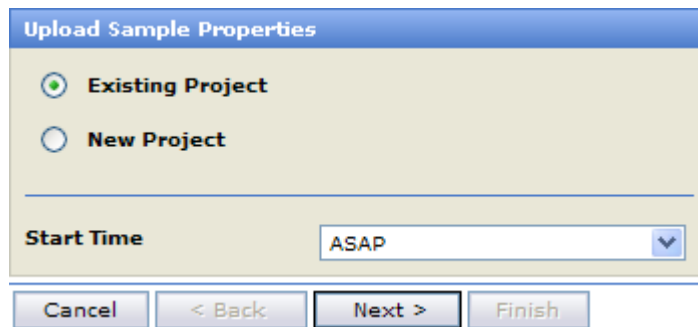 Upload Sample Properties
Existing Project
New Project
Start Time ASAP
Cancel < Back Next > Finish